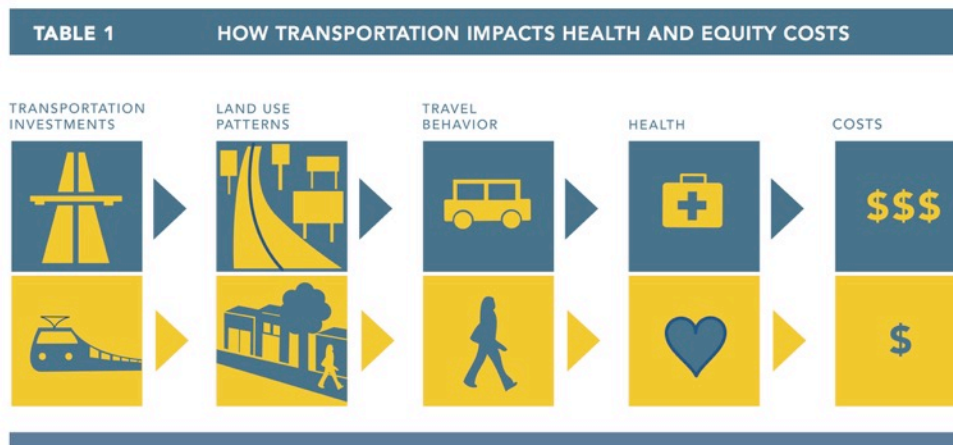 TABLE 1 HOW TRANSPORTATION IMPACTS HEALTH AND EQUITY COSTS
TRANSPORTATION
INVESTMENTS
LAND USE
PATTERNS
TRAVEL
BEHAVIOR
HEALTH
COSTS
$$$
$